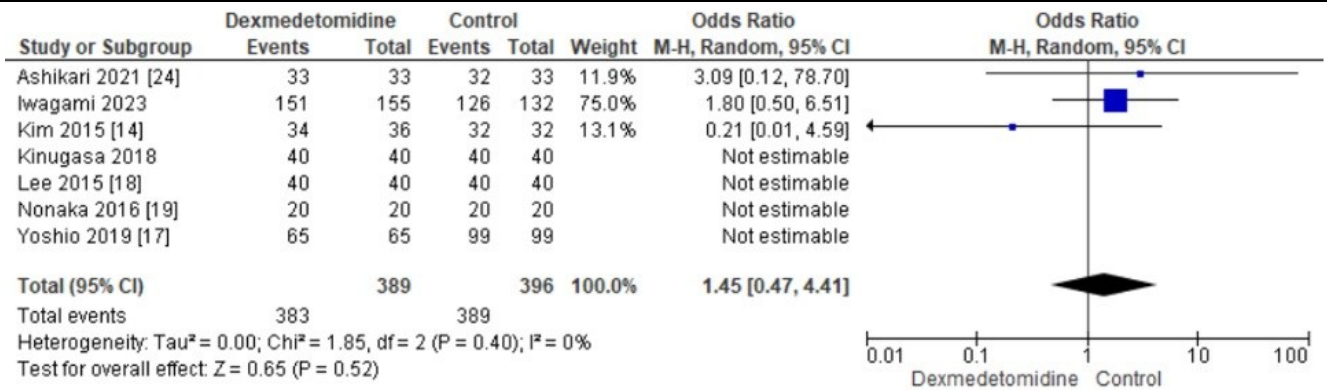 Dexmedetomidine Control Odds Ratio Odds Ratio
Study or Subgroup Events Total Events Total Weight M-H, Random, 95% CI M-H, Random, 95% CI
Ashikari 2021 [24] 33 33 32 33 11.9% 3.09 [0.12, 78.70]
Iwagami 2023 151 155 126 132 75.0% 1.80 [0.50, 6.51]
Kim 2015 [14] 34 36 32 32 13.1% 0.21 [0.01, 4.59]
Kinugasa 2018 40 40 40 40 Not estimable
Lee 2015 [18] 40 40 40 40 Not estimable
Nonaka 2016 [19] 20 20 20 20 Not estimable
Yoshio 2019 [17] 65 65 99 99 Not estimable
Total (95% CI) 389 396 100.0% 1.45 [0.47, 4.41]
Total events 383 389
Heterogeneity: Tau² = 0.00; Chi² = 1.85, df = 2 (P = 0.40); I² = 0%
Test for overall effect: Z = 0.65 (P = 0.52)
0.01 0.1 1 10 100
Dexmedetomidine Control